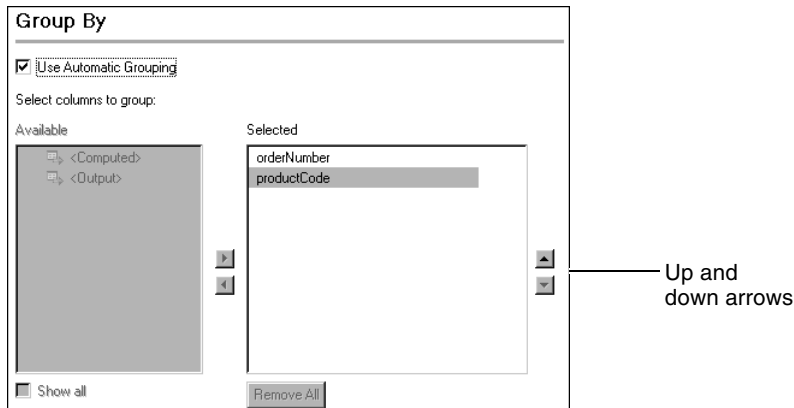 Group By
Use Automatic Grouping
Select columns to group:
Available
Selected
<Computed>
<Output>
orderNumber
productCode
Up and
down arrows
Show all
Remove All